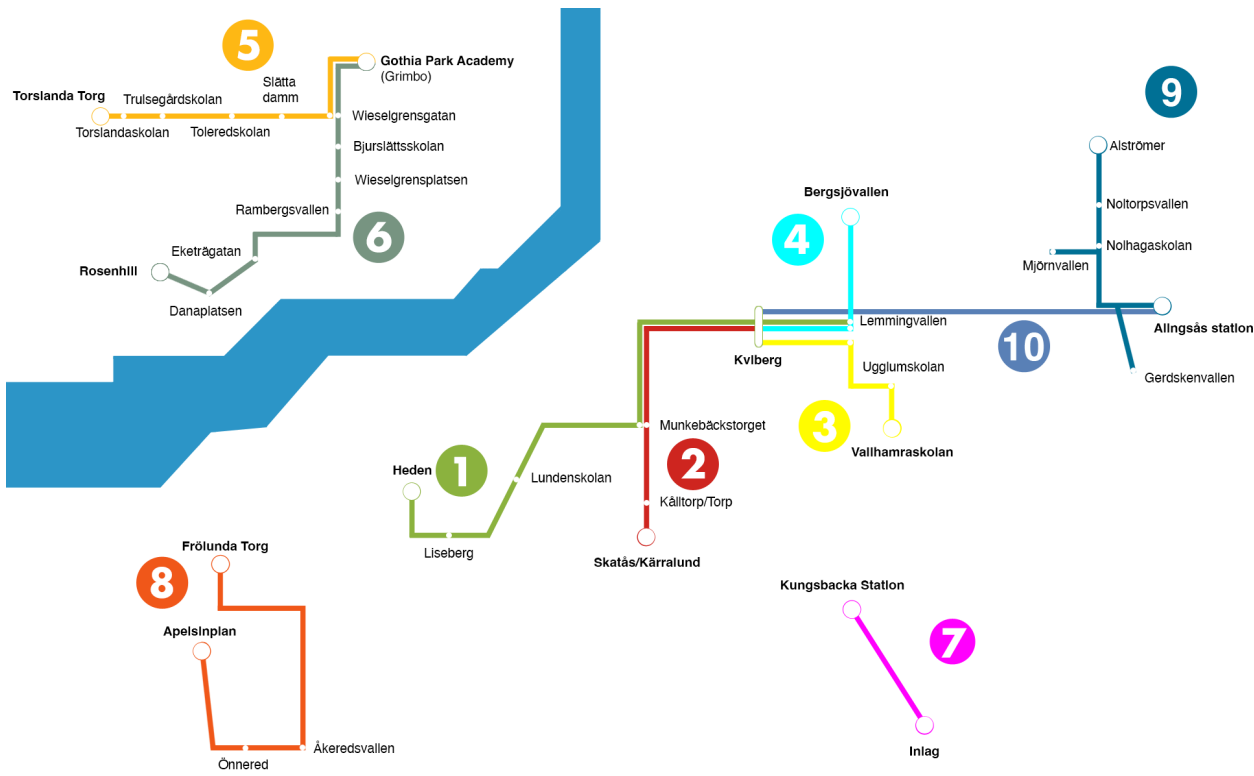 5
Gothia Park Academy
(Grimbo)
9
Slätta
damm
Torslanda Torg
Trulsegårdskolan
Torslandaskolan
Toleredskolan
Wieselgrensgatan
Alströmer
Bjurslättsskolan
Wieselgrensplatsen
Bergsjövallen
Noltorpsvallen
Rambergsvallen
6
4
Nolhagaskolan
Eketrägatan
Mjörnvallen
Rosenhill
Danaplatsen
Lemmingvallen
Alingsås station
10
Kviberg
Ugglumskolan
Gerdskenvallen
Munkebäckstorget
3
Vallhamraskolan
Heden
1
2
Lundenskolan
Kålltorp/Torp
Liseberg
Skatås/Kärralund
Frölunda Torg
8
Kungsbacka Station
Apelsinplan
7
Åkeredsvallen
Önnered
Inlag